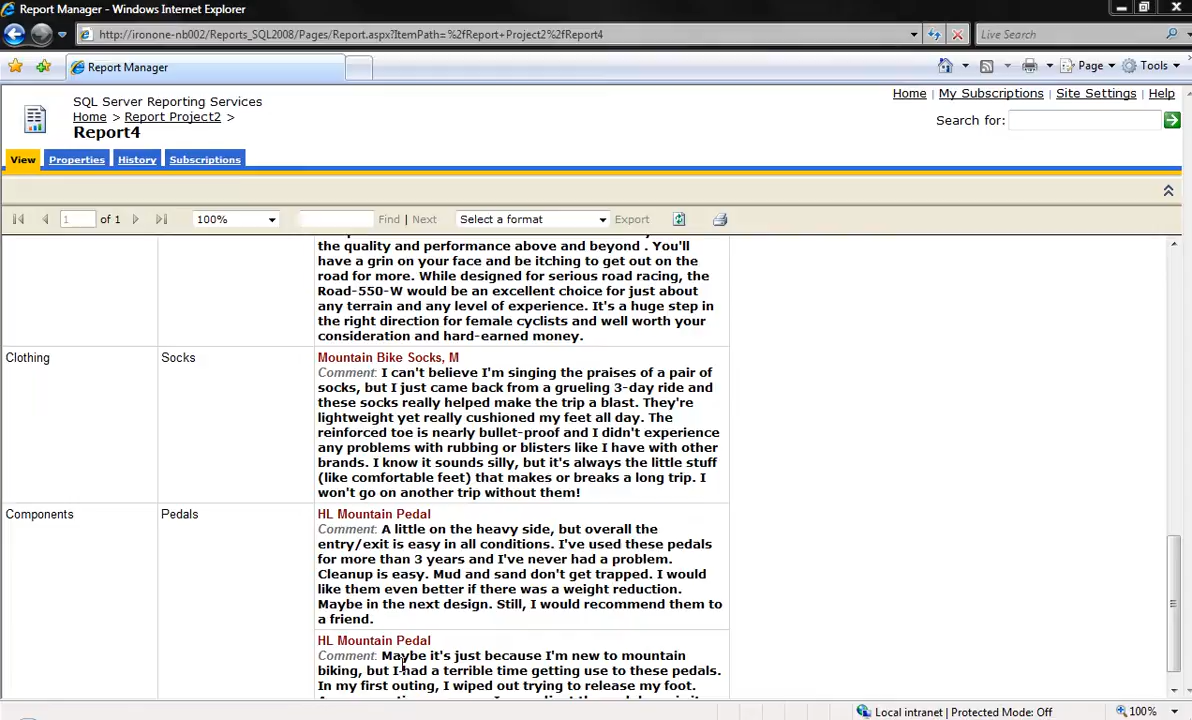 Report Manager - Windows Internet Explorer
http://ironone-nb002/Reports_SQL2008/Pages/Report.aspx?ItemPath=%2fReport+Project2%2fReport4
Live Search
Report Manager
Page
Tools
SQL Server Reporting Services
Home | My Subscriptions | Site Settings | Help
Home > Report Project2 >
Report4
Search for:
View Properties History Subscriptions
1 of 1 100% Find | Next Select a format Export
the quality and performance above and beyond . You'll
have a grin on your face and be itching to get out on the
road for more. While designed for serious road racing, the
Road-550-W would be an excellent choice for just about
any terrain and any level of experience. It's a huge step in
the right direction for female cyclists and well worth your
consideration and hard-earned money.
Clothing Socks Mountain Bike Socks, M
Comment: I can't believe I'm singing the praises of a pair of
socks, but I just came back from a grueling 3-day ride and
these socks really helped make the trip a blast. They're
lightweight yet really cushioned my feet all day. The
reinforced toe is nearly bullet-proof and I didn't experience
any problems with rubbing or blisters like I have with other
brands. I know it sounds silly, but it's always the little stuff
(like comfortable feet) that makes or breaks a long trip. I
won't go on another trip without them!
Components Pedals HL Mountain Pedal
Comment: A little on the heavy side, but overall the
entry/exit is easy in all conditions. I've used these pedals
for more than 3 years and I've never had a problem.
Cleanup is easy. Mud and sand don't get trapped. I would
like them even better if there was a weight reduction.
Maybe in the next design. Still, I would recommend them to
a friend.
HL Mountain Pedal
Comment: Maybe it's just because I'm new to mountain
biking, but I had a terrible time getting use to these pedals.
In my first outing, I wiped out trying to release my foot.
Local intranet | Protected Mode: Off
100%